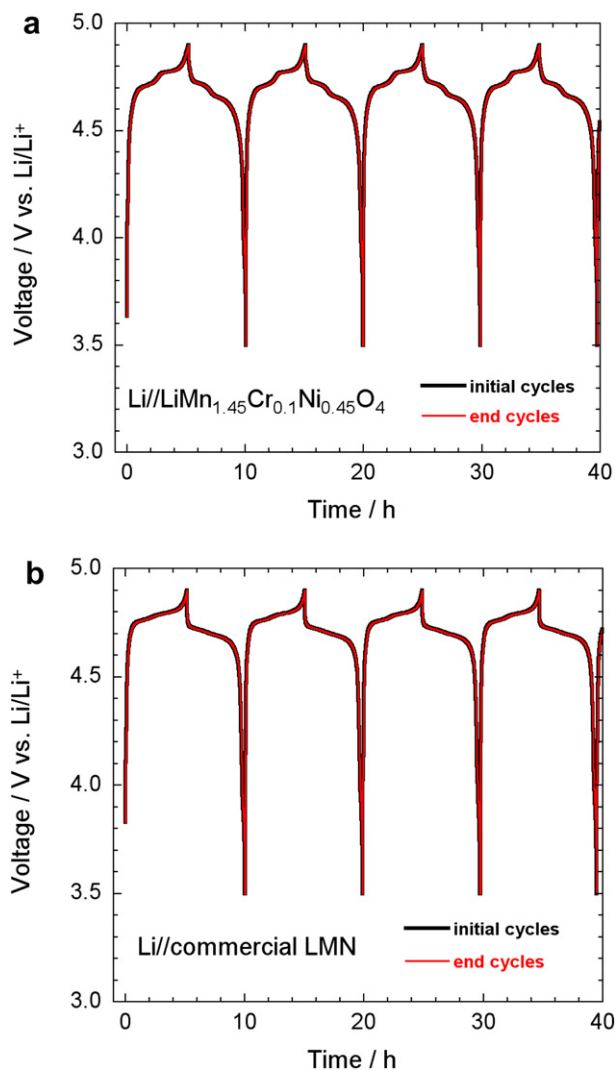 a
5.0
4.5
4.0
3.5
3.0
Voltage / V vs. Li/Li⁺
Li//LiMn₁.₄₅Cr₀.₁Ni₀.₄₅O₄
initial cycles
end cycles
0 10 20 30 40
Time / h
b
5.0
4.5
4.0
3.5
3.0
Voltage / V vs. Li/Li⁺
Li//commercial LMN
initial cycles
end cycles
0 10 20 30 40
Time / h